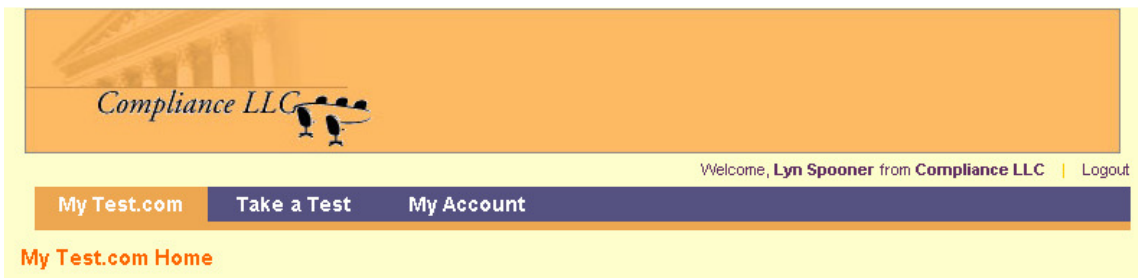 Compliance LLC
Welcome, Lyn Spooner from Compliance LLC | Logout
My Test.com Take a Test My Account
My Test.com Home